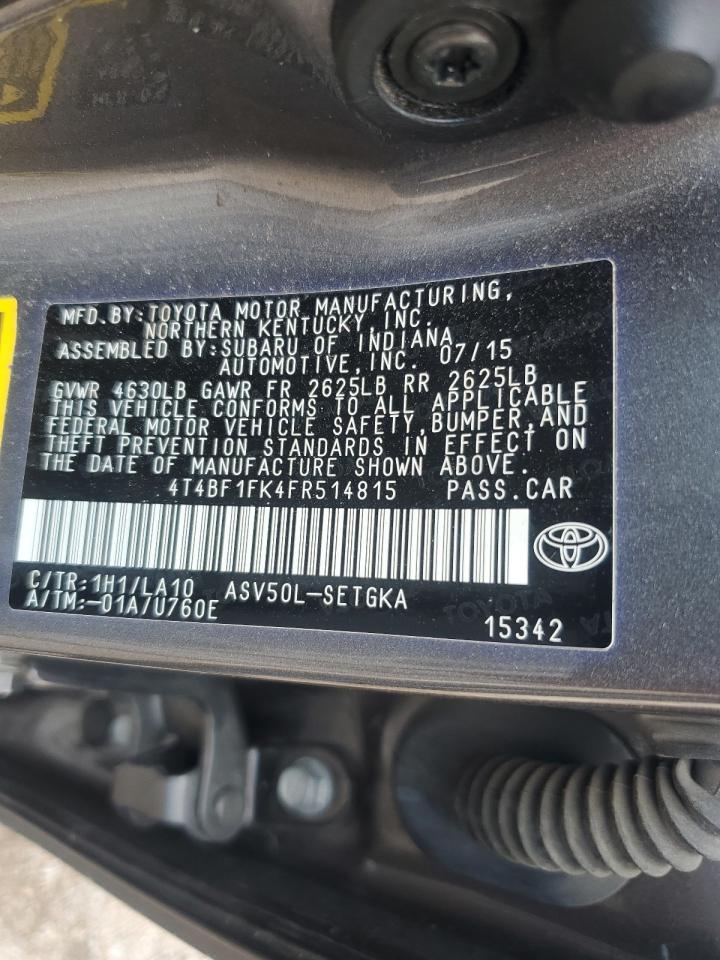 MFD.BY:TOYOTA MOTOR MANUFACTURING,
NORTHERN KENTUCKY,INC.
ASSEMBLED BY:SUBARU OF INDIANA
AUTOMOTIVE,INC. 07/15
GVWR 4630LB GAWR FR 2625LB RR 2625LB
THIS VEHICLE CONFORMS TO ALL APPLICABLE
FEDERAL MOTOR VEHICLE SAFETY,BUMPER,AND
THEFT PREVENTION STANDARDS IN EFFECT ON
THE DATE OF MANUFACTURE SHOWN ABOVE.
4T4BF1FK4FR514815 PASS.CAR
C/TR:1H1/LA10 ASV50L-SETGKA
A/TM:-01A/U760E
TOYOTA
15342